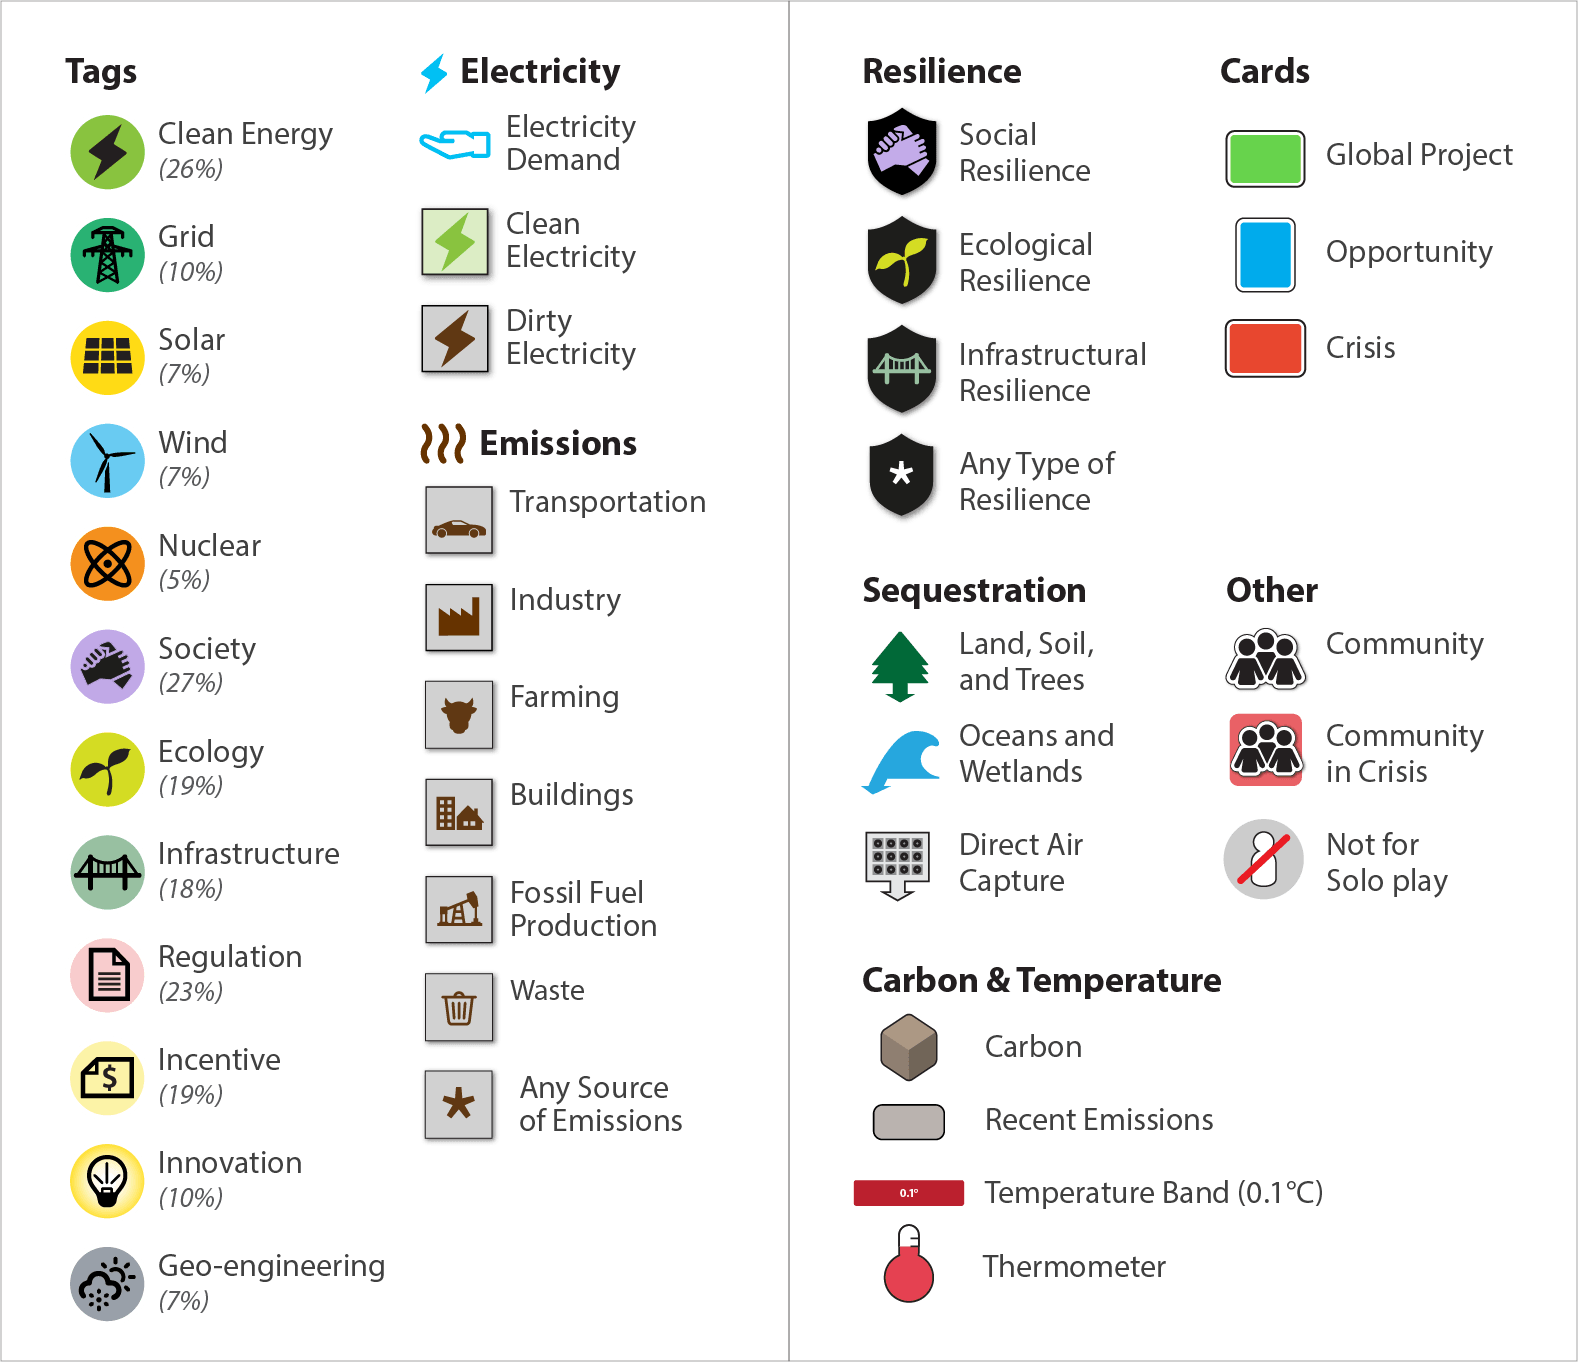 Tags
Clean Energy
(26%)
Grid
(10%)
Solar
(7%)
Wind
(7%)
Nuclear
(5%)
Society
(27%)
Ecology
(19%)
Infrastructure
(18%)
Regulation
(23%)
Incentive
(19%)
$
Innovation
(10%)
Geo-engineering
(7%)
Electricity
Electricity
Demand
Clean
Electricity
Dirty
Electricity
Emissions
Transportation
Industry
Farming
Buildings
Fossil Fuel
Production
Waste
*
Any Source
of Emissions
Resilience
Social
Resilience
Ecological
Resilience
Infrastructural
Resilience
*
Any Type of
Resilience
Cards
Global Project
Opportunity
Crisis
Sequestration
Land, Soil,
and Trees
Oceans and
Wetlands
Direct Air
Capture
Other
Community
Community
in Crisis
Not for
Solo play
Carbon & Temperature
Carbon
Recent Emissions
0.1°
Temperature Band (0.1°C)
Thermometer